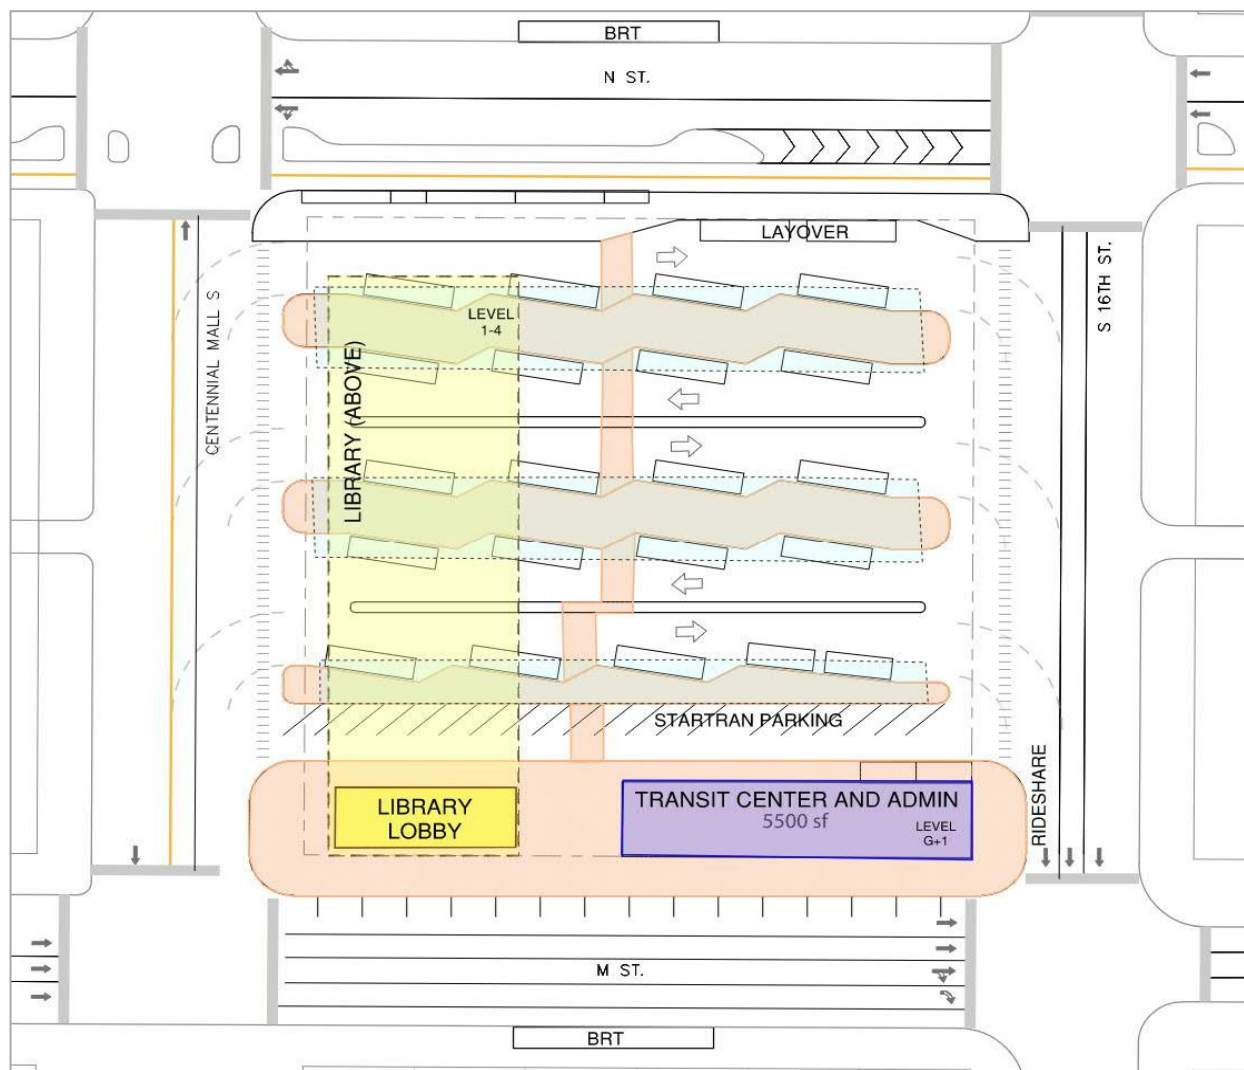 BRT
N ST.
LAYOVER
LEVEL
1-4
LIBRARY (ABOVE)
CENTENNIAL MALL S
S 16TH ST.
STARTRAN PARKING
RIDESHARE
LIBRARY
LOBBY
TRANSIT CENTER AND ADMIN
5500 sf
LEVEL
G+1
M ST.
BRT